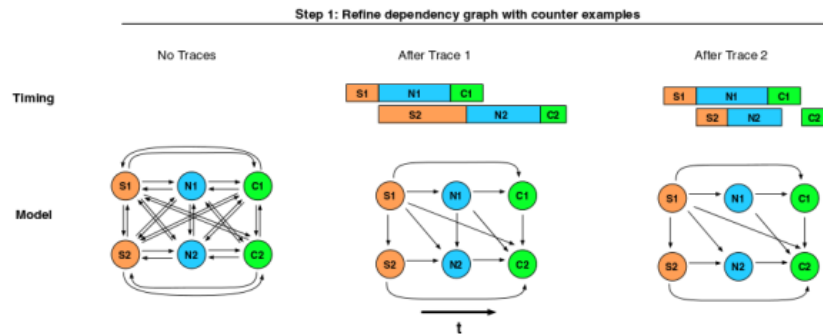 Step 1: Refine dependency graph with counter examples
No Traces
After Trace 1
After Trace 2
Timing
S1 N1 C1
S2 N2 C2
S1 N1 C1
S2 N2 C2
Model
S1 N1 C1
S2 N2 C2
S1 N1 C1
S2 N2 C2
S1 N1 C1
S2 N2 C2
t